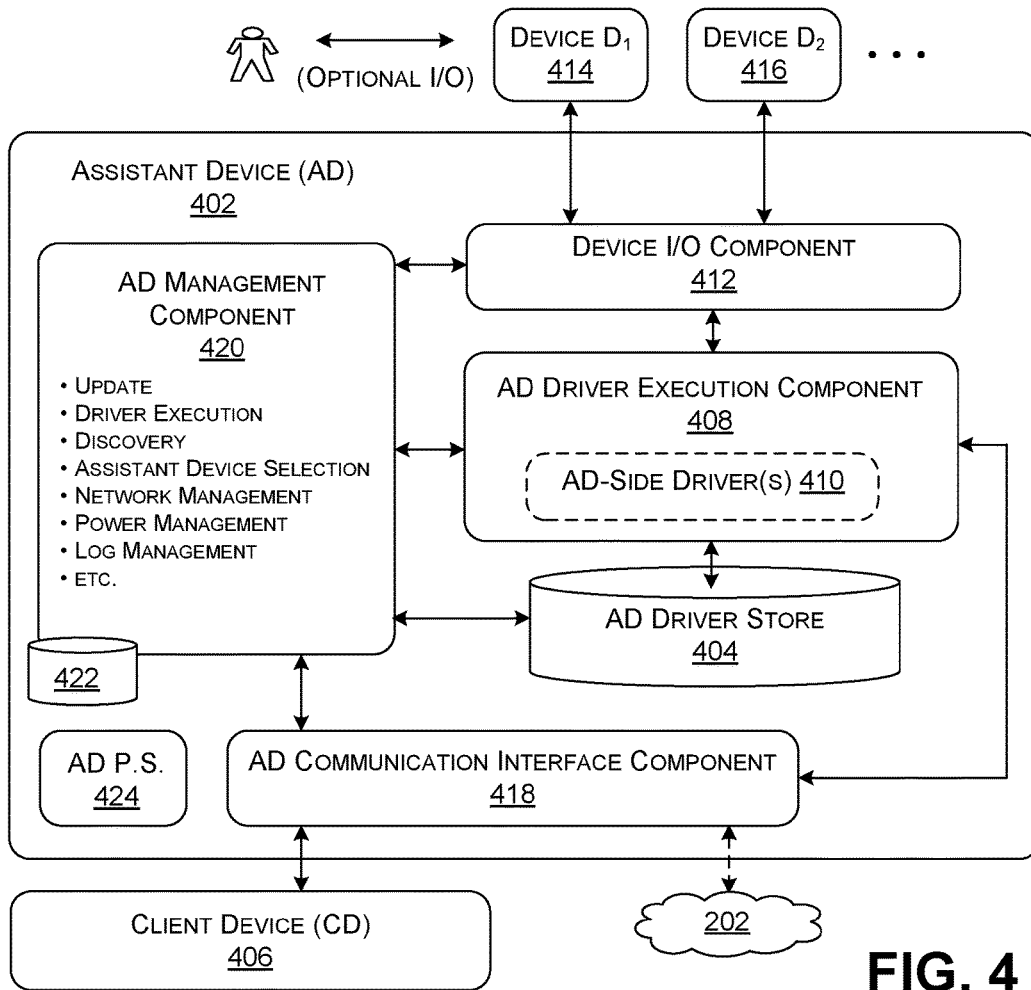 DEVICE D1
414
DEVICE D2
416
. . .
(OPTIONAL I/O)
ASSISTANT DEVICE (AD)
402
DEVICE I/O COMPONENT
412
AD MANAGEMENT
COMPONENT
420
• UPDATE
• DRIVER EXECUTION
• DISCOVERY
• ASSISTANT DEVICE SELECTION
• NETWORK MANAGEMENT
• POWER MANAGEMENT
• LOG MANAGEMENT
• ETC.
AD DRIVER EXECUTION COMPONENT
408
AD-SIDE DRIVER(S) 410
AD DRIVER STORE
404
422
AD P.S.
424
AD COMMUNICATION INTERFACE COMPONENT
418
CLIENT DEVICE (CD)
406
202
FIG. 4